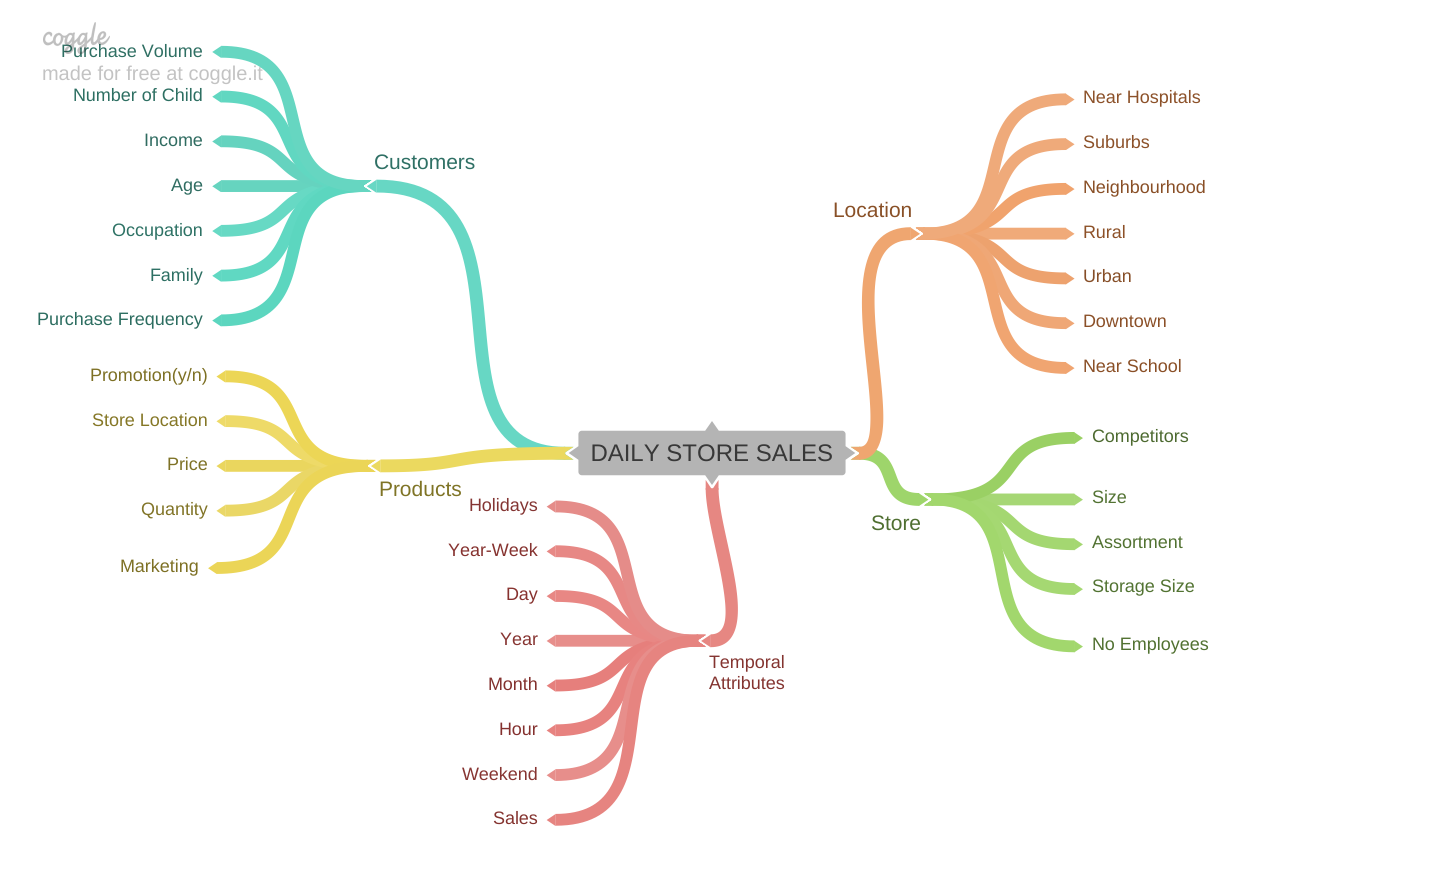 coggle
made for free at coggle.it
Purchase Volume
Number of Child
Income
Age
Occupation
Family
Purchase Frequency
Customers
Promotion(y/n)
Store Location
Price
Quantity
Marketing
Products
DAILY STORE SALES
Holidays
Year-Week
Day
Year
Month
Hour
Weekend
Sales
Temporal
Attributes
Location
Near Hospitals
Suburbs
Neighbourhood
Rural
Urban
Downtown
Near School
Store
Competitors
Size
Assortment
Storage Size
No Employees